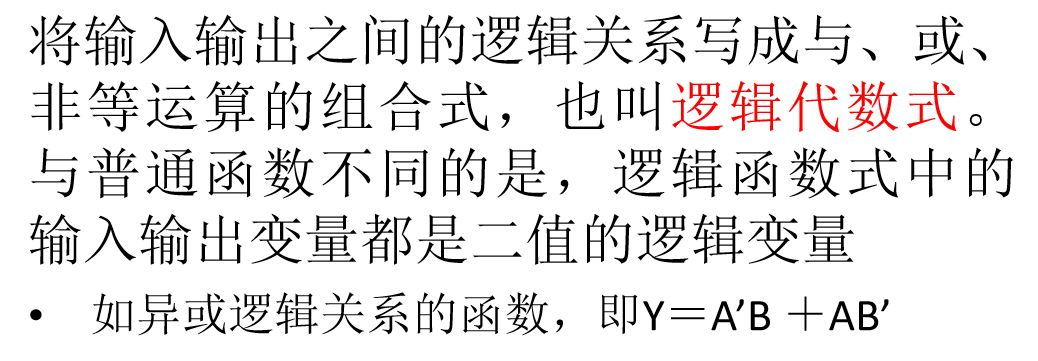 将输入输出之间的逻辑关系写成与、或、
非等运算的组合式，也叫逻辑代数式。
与普通函数不同的是，逻辑函数式中的
输入输出变量都是二值的逻辑变量
• 如异或逻辑关系的函数，即Y＝A’B ＋AB’